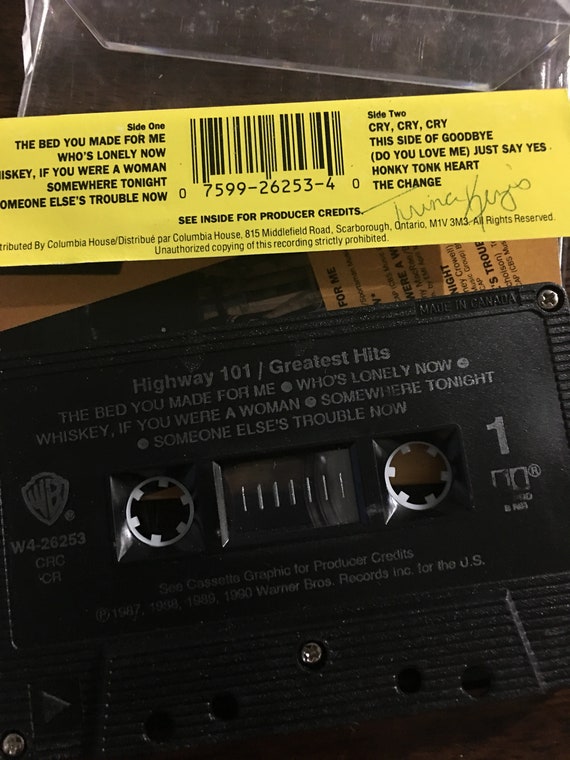 Side One
THE BED YOU MADE FOR ME
WHO'S LONELY NOW
HISKEY, IF YOU WERE A WOMAN
SOMEWHERE TONIGHT
OMEONE ELSE'S TROUBLE NOW
0 7599-26253-4 0
Side Two
CRY, CRY, CRY
THIS SIDE OF GOODBYE
(DO YOU LOVE ME) JUST SAY YES
HONKY TONK HEART
THE CHANGE
SEE INSIDE FOR PRODUCER CREDITS.
tributed By Columbia House/Distribué par Columbia House, 815 Middlefield Road, Scarborough, Ontario, M1V 3M3. All Rights Reserved.
Unauthorized copying of this recording strictly prohibited.
FOR ME
MADE IN CANADA
Highway 101 / Greatest Hits
THE BED YOU MADE FOR ME ● WHO'S LONELY NOW ●
WHISKEY, IF YOU WERE A WOMAN ● SOMEWHERE TONIGHT
● SOMEONE ELSE'S TROUBLE NOW
1
WB
W4-26253
CRC
CR
B NR
See Cassette Graphic for Producer Credits
℗1987, 1988, 1989, 1990 Warner Bros. Records Inc. for the U.S.